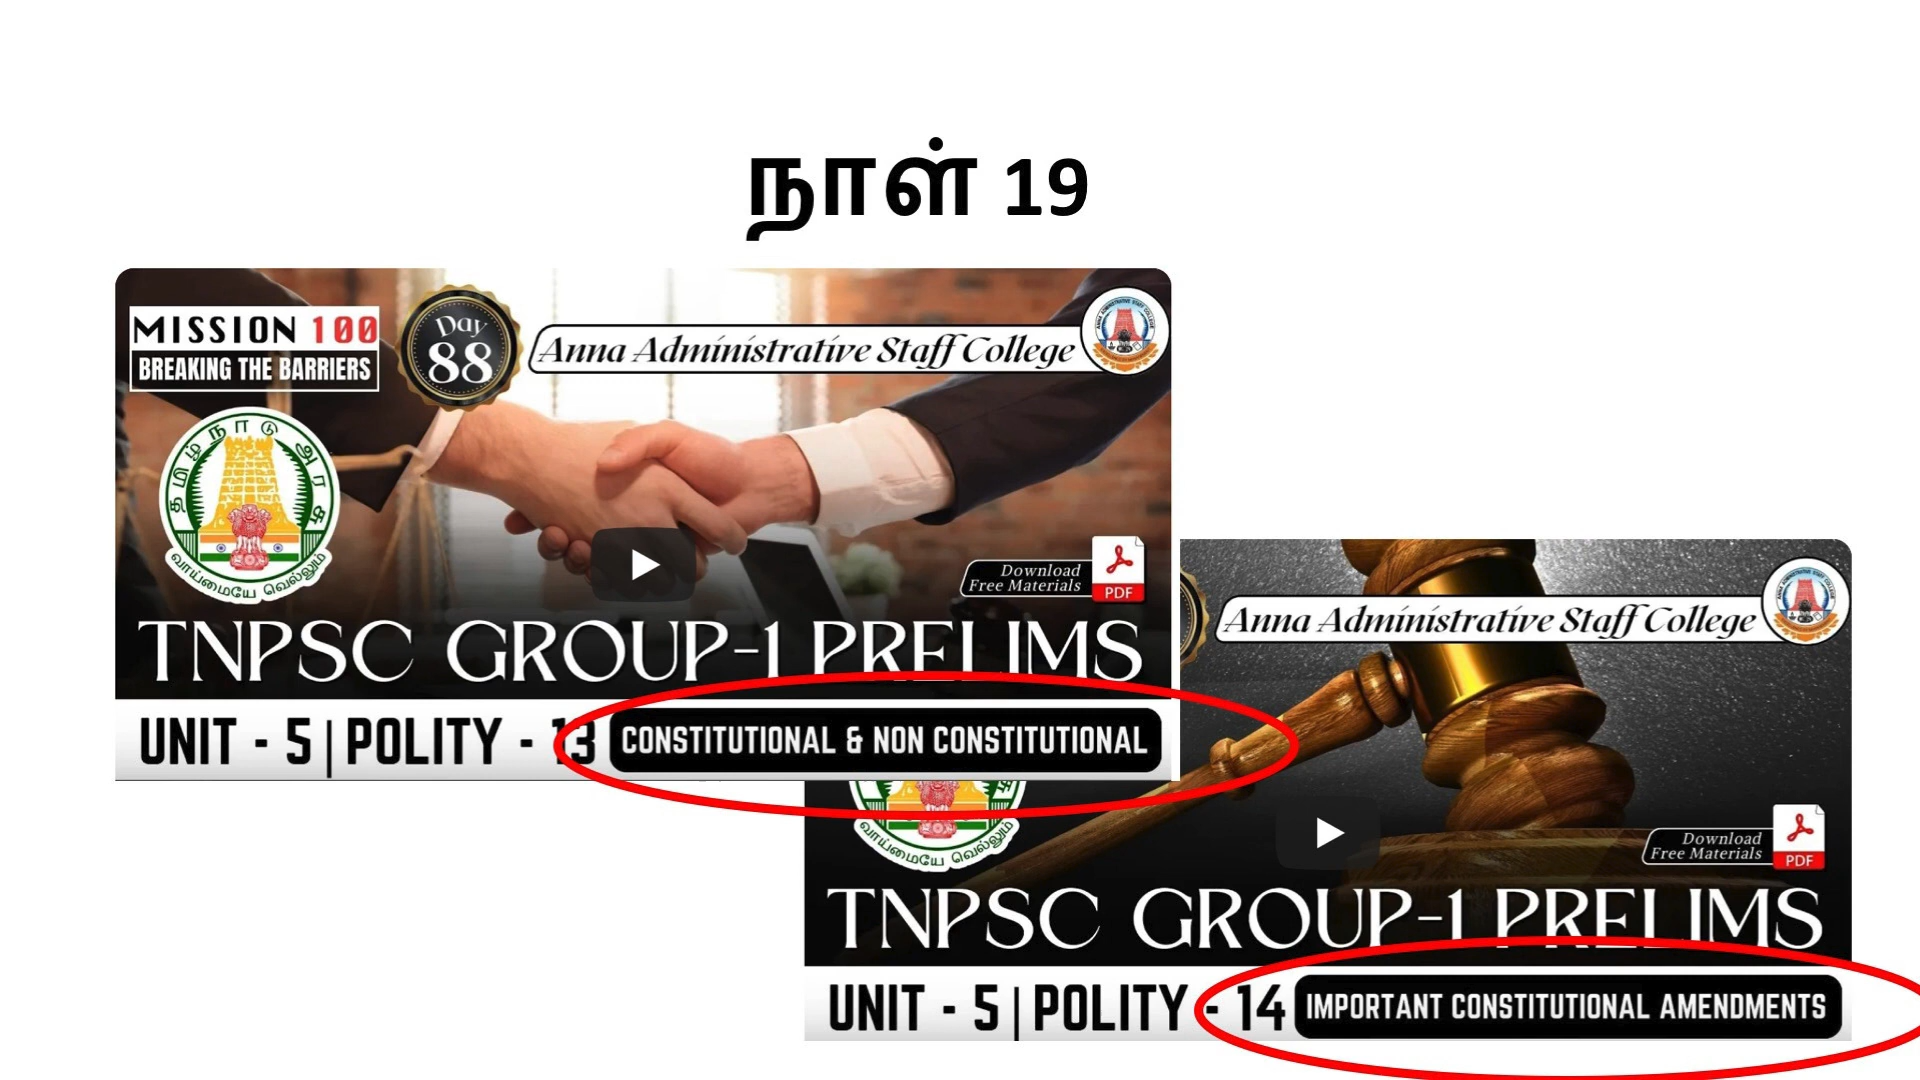 நாள் 19
MISSION 100
BREAKING THE BARRIERS
Day
88
Anna Administrative Staff College
தமிழ்நாடு அரசு
வாய்மையே வெல்லும்
Download
Free Materials
PDF
TNPSC GROUP-1 PRELIMS
UNIT - 5 | POLITY - 13 CONSTITUTIONAL & NON CONSTITUTIONAL
Anna Administrative Staff College
வாய்மையே வெல்லும்
Download
Free Materials
PDF
TNPSC GROUP-1 PRELIMS
UNIT - 5 | POLITY - 14 IMPORTANT CONSTITUTIONAL AMENDMENTS